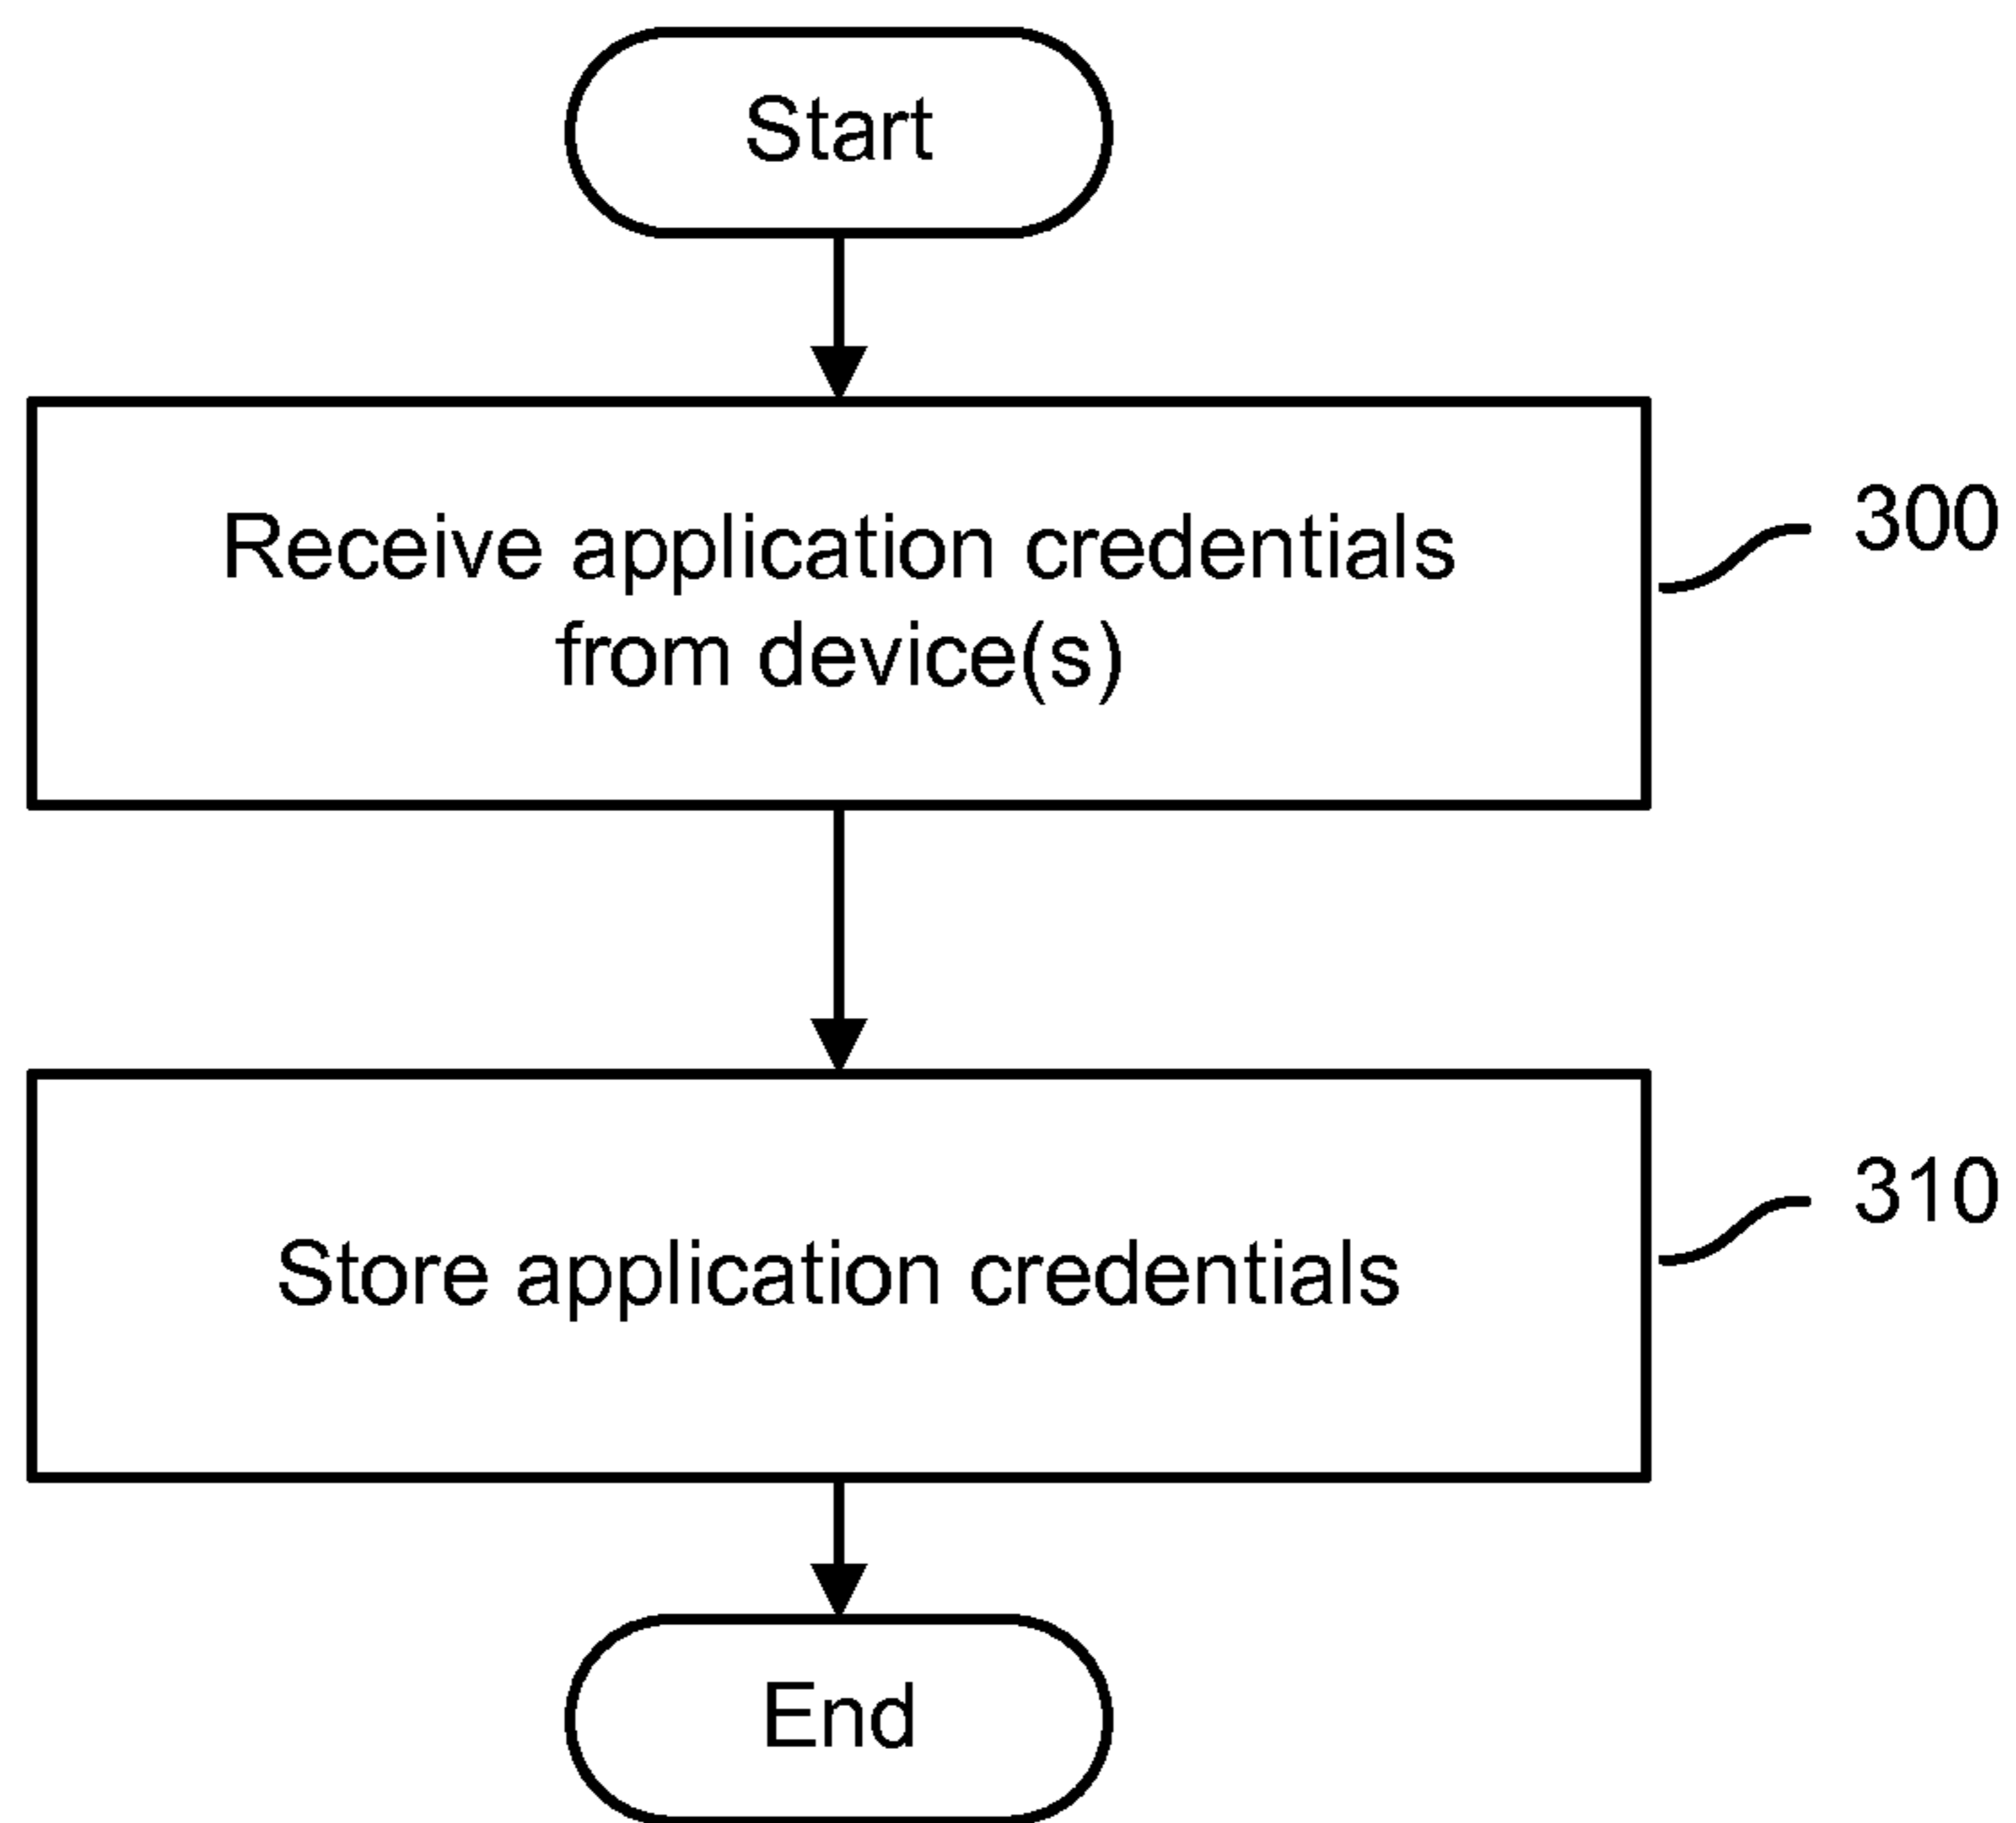 Start
Receive application credentials
from device(s)
300
Store application credentials
310
End